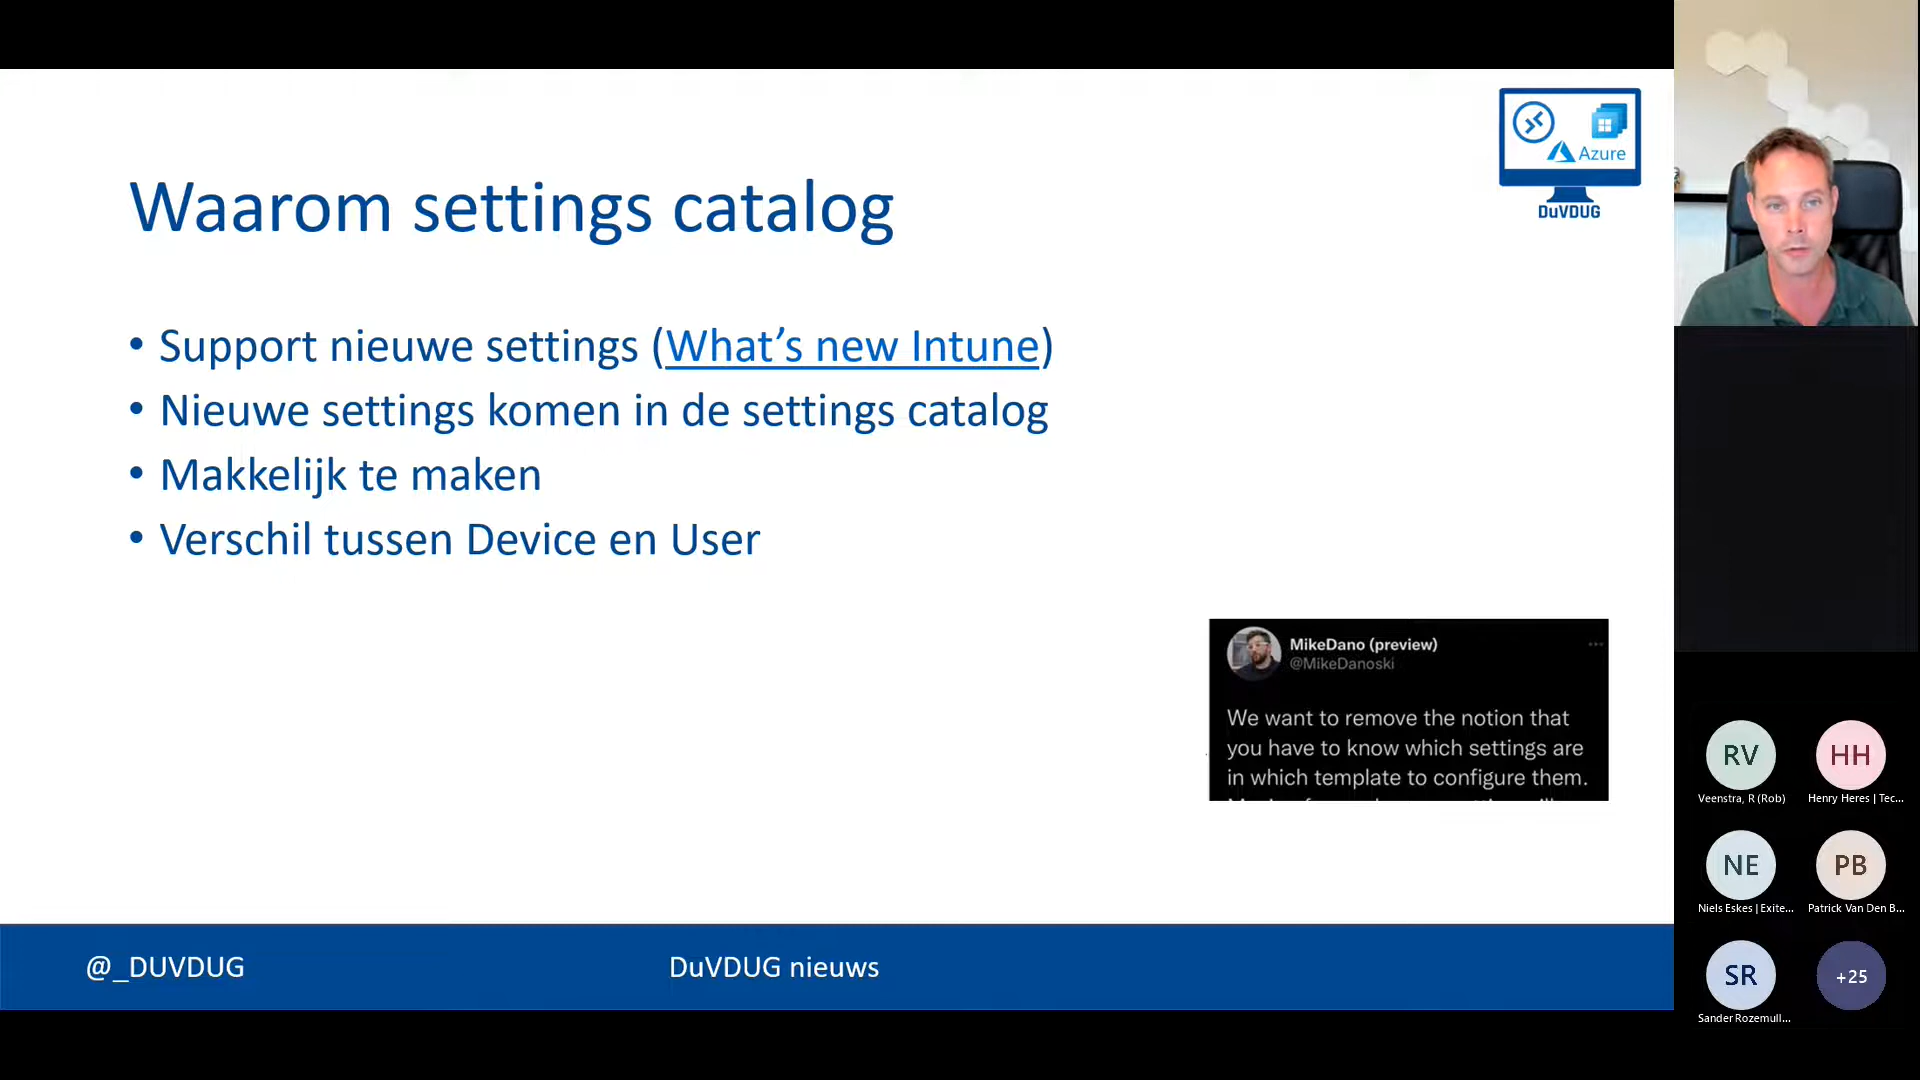 Azure
DuVDUG
Waarom settings catalog
• Support nieuwe settings (What's new Intune)
• Nieuwe settings komen in de settings catalog
• Makkelijk te maken
• Verschil tussen Device en User
MikeDano (preview)
@MikeDanoski
We want to remove the notion that
you have to know which settings are
in which template to configure them.
@_DUVDUG
DuVDUG nieuws
RV
Veenstra, R (Rob)
HH
Henry Heres | Tec...
NE
Niels Eskes | Exite...
PB
Patrick Van Den B...
SR
Sander Rozemull...
+25